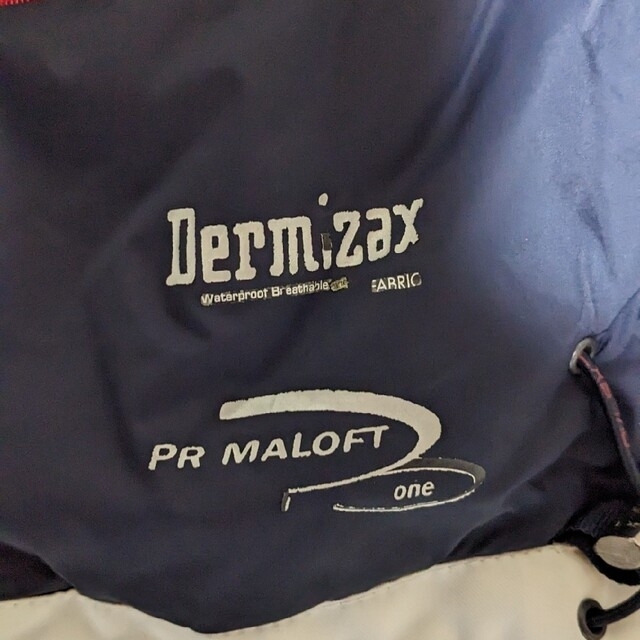 Dermizax
Waterproof Breathable FABRIC
PR MALOFT
one